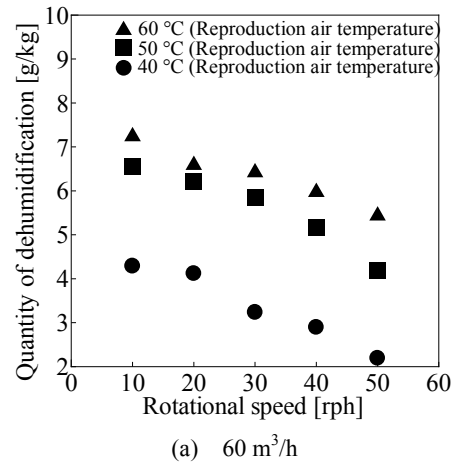 10
9
8
7
6
5
4
3
2
Quantity of dehumidification [g/kg]
▲ 60 °C (Reproduction air temperature)
■ 50 °C (Reproduction air temperature)
● 40 °C (Reproduction air temperature)
0 10 20 30 40 50 60
Rotational speed [rph]
(a) 60 m³/h